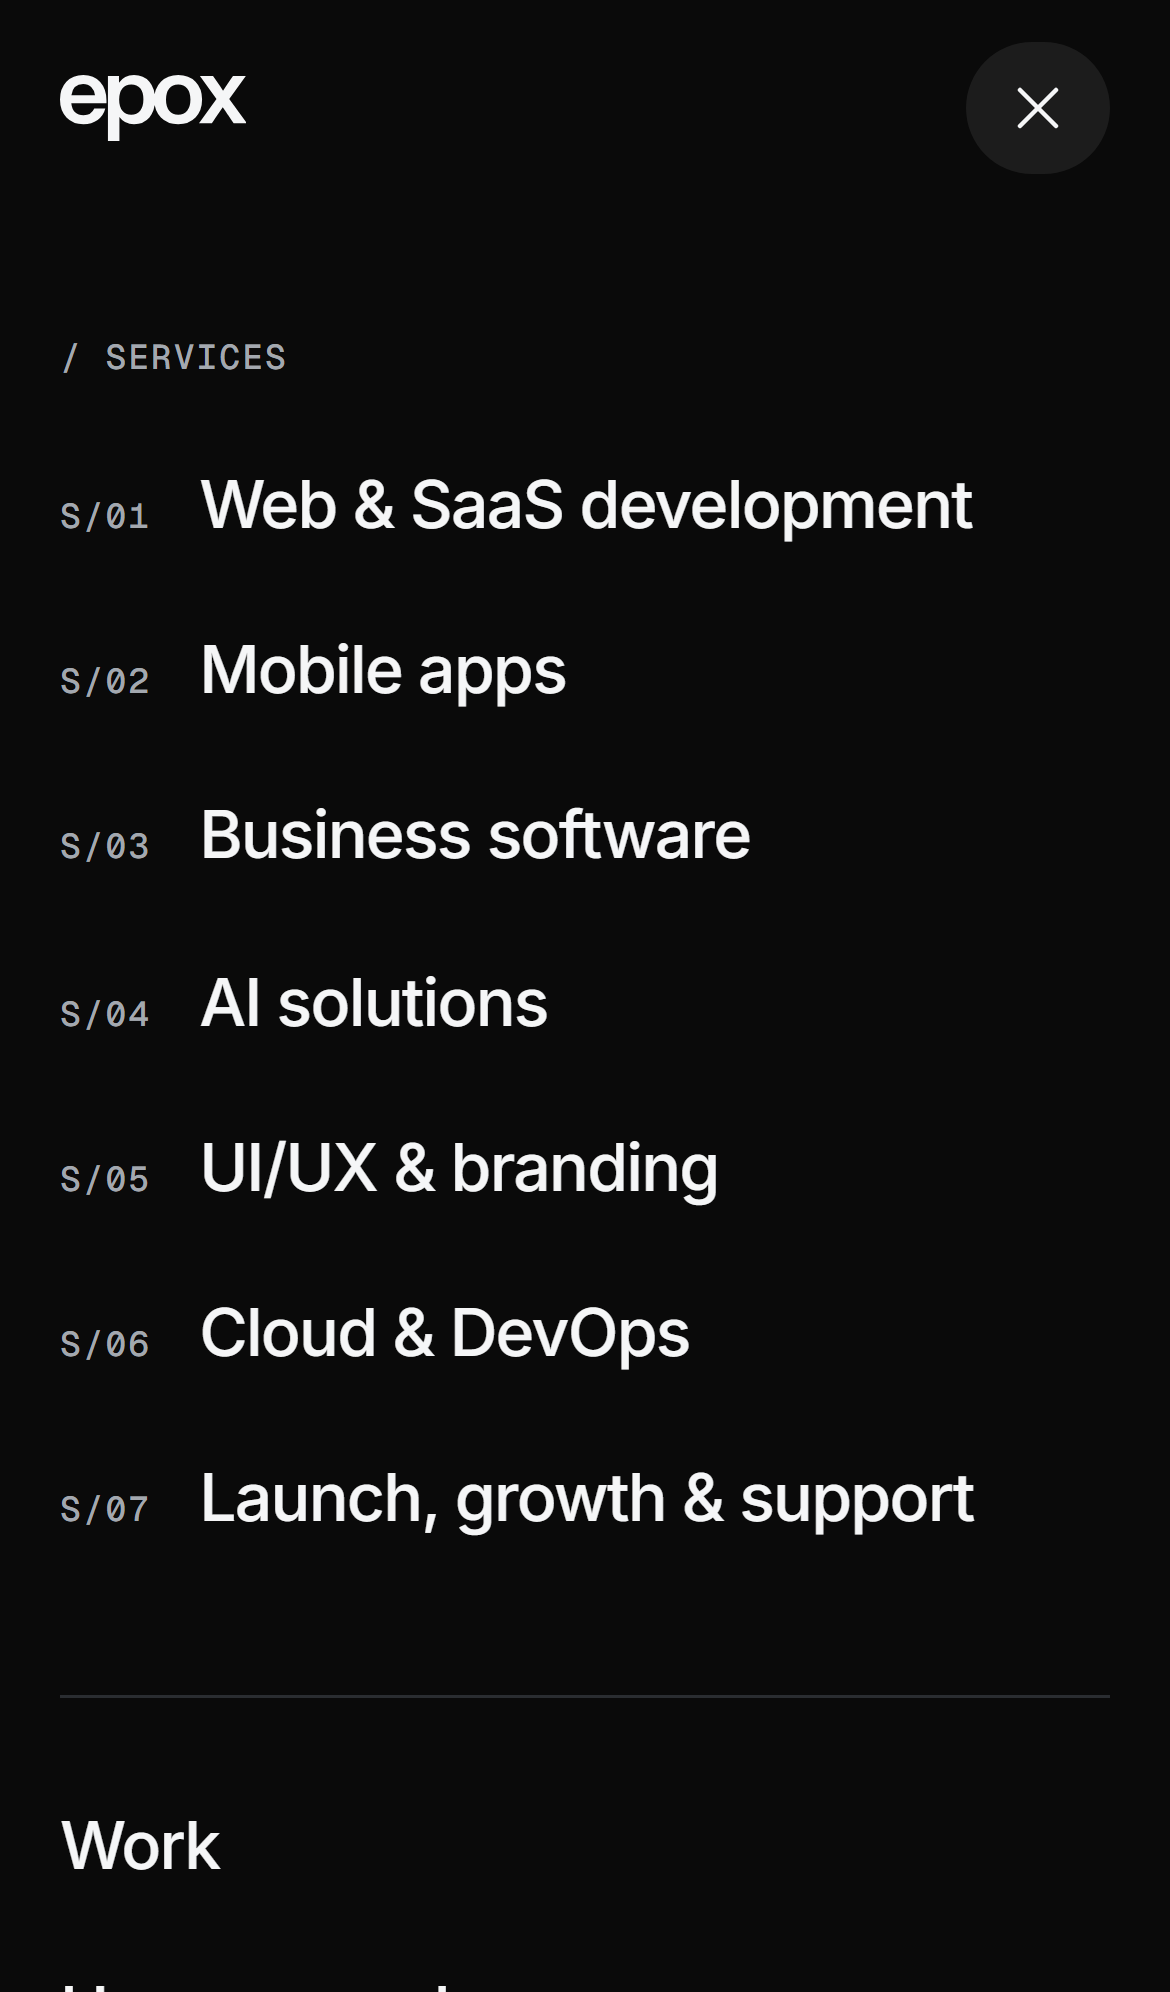 epox
/ SERVICES
S/01 Web & SaaS development
S/02 Mobile apps
S/03 Business software
S/04 AI solutions
S/05 UI/UX & branding
S/06 Cloud & DevOps
S/07 Launch, growth & support
Work